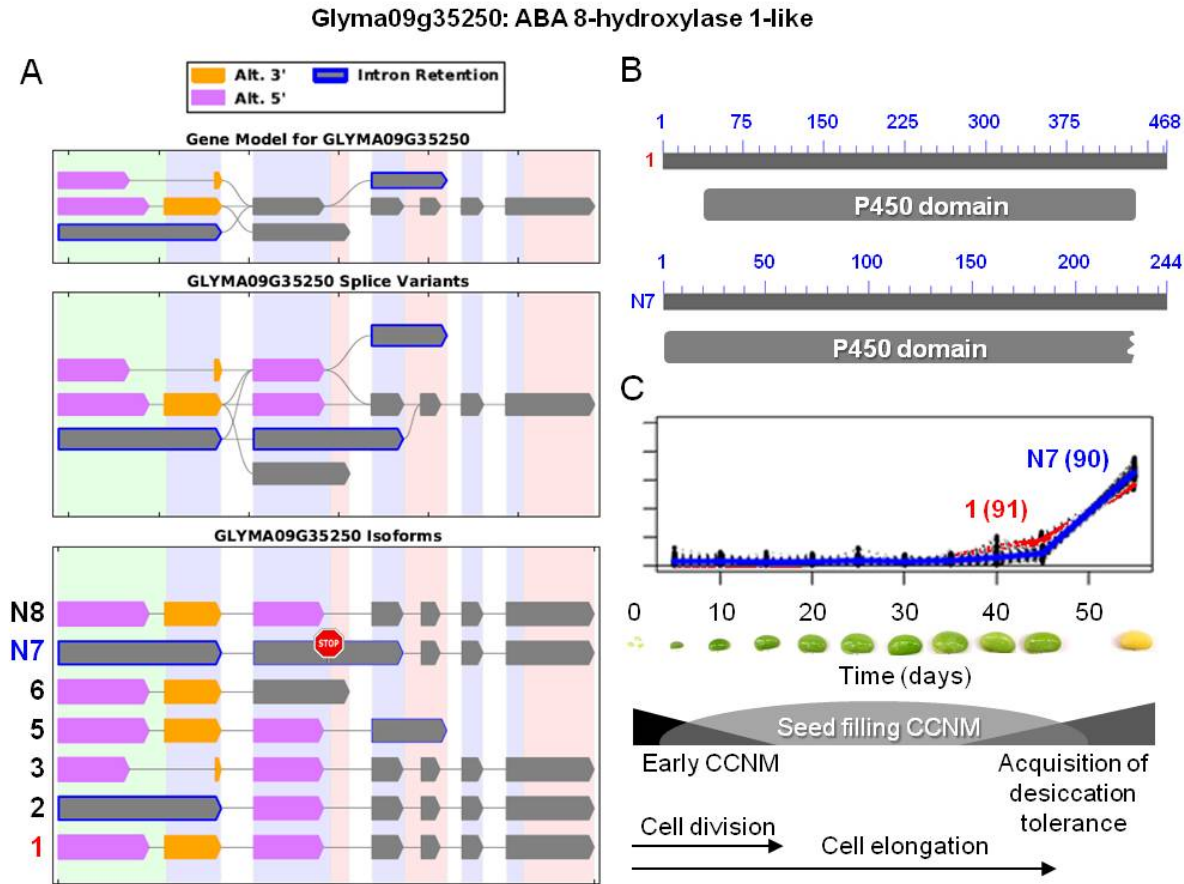 Glyma09g35250: ABA 8-hydroxylase 1-like
A
Alt. 3'
Intron Retention
Alt. 5'
Gene Model for GLYMA09G35250
GLYMA09G35250 Splice Variants
GLYMA09G35250 Isoforms
N8
N7
STOP
6
5
3
2
1
B
1 75 150 225 300 375 468
1
P450 domain
1 50 100 150 200 244
N7
P450 domain
C
N7 (90)
1 (91)
0 10 20 30 40 50
Time (days)
Seed filling CCNM
Early CCNM
Acquisition of
desiccation
tolerance
Cell division
Cell elongation